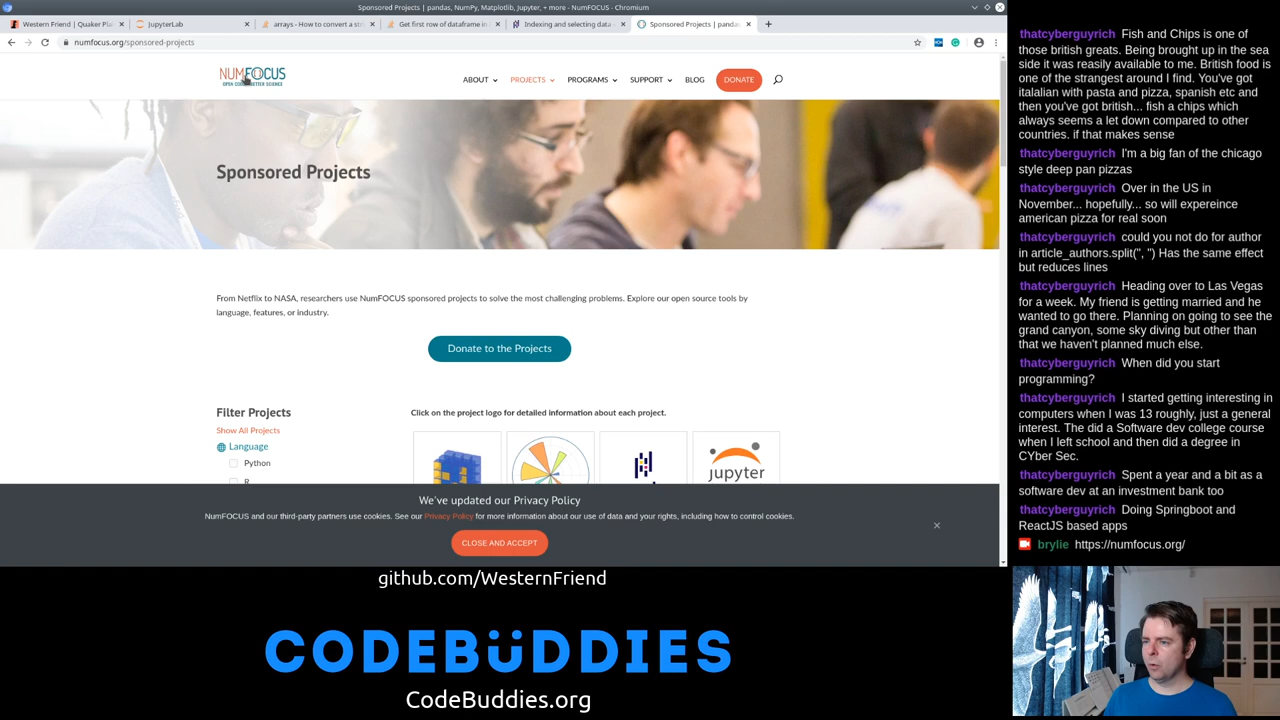 Sponsored Projects | pandas, NumPy, Matplotlib, Jupyter, + more - NumFOCUS - Chromium
Western Friend | Quaker Pla
JupyterLab
arrays - How to convert a str
Get first row of dataframe in
Indexing and selecting data
Sponsored Projects | panda
numfocus.org/sponsored-projects
NUMFOCUS
OPEN CODE BETTER SCIENCE
ABOUT
PROJECTS
PROGRAMS
SUPPORT
BLOG
DONATE
Sponsored Projects
From Netflix to NASA, researchers use NumFOCUS sponsored projects to solve the most challenging problems. Explore our open source tools by
language, features, or industry.
Donate to the Projects
Filter Projects
Show All Projects
Language
Python
R
Click on the project logo for detailed information about each project.
jupyter
We've updated our Privacy Policy
NumFOCUS and our third-party partners use cookies. See our Privacy Policy for more information about our use of data and your rights, including how to control cookies.
CLOSE AND ACCEPT
github.com/WesternFriend
CODEBÜDDIES
CodeBuddies.org
thatcyberguyrich Fish and Chips is one of
those british greats. Being brought up in the sea
side it was reasily available to me. British food is
one of the strangest around I find. You've got
italalian with pasta and pizza, spanish etc and
then you've got british... fish a chips which
always seems a let down compared to other
countries. if that makes sense
thatcyberguyrich I'm a big fan of the chicago
style deep pan pizzas
thatcyberguyrich Over in the US in
November... hopefully... so will expereince
american pizza for real soon
thatcyberguyrich could you not do for author
in article_authors.split(", ") Has the same effect
but reduces lines
thatcyberguyrich Heading over to Las Vegas
for a week. My friend is getting married and he
wanted to go there. Planning on going to see the
grand canyon, some sky diving but other than
that we haven't planned much else.
thatcyberguyrich When did you start
programming?
thatcyberguyrich I started getting interesting in
computers when I was 13 roughly, just a general
interest. The did a Software dev college course
when I left school and then did a degree in
CYber Sec.
thatcyberguyrich Spent a year and a bit as a
software dev at an investment bank too
thatcyberguyrich Doing Springboot and
ReactJS based apps
brylie https://numfocus.org/